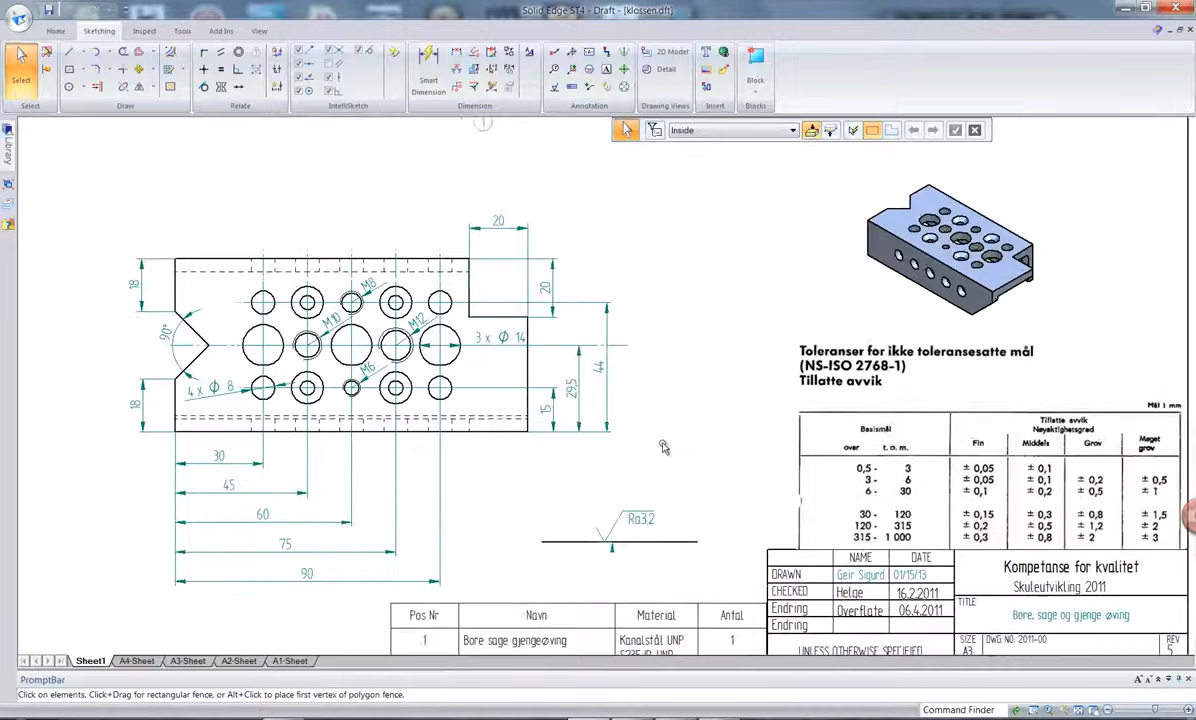 Solid Edge ST4 - Draft - [klossen.dft]
Home Sketching Inspect Tools Add Ins View
Select
Smart
Dimension
2D Model
Detail
Block
Select Draw Relate IntelliSketch Dimension Annotation Drawing Views Insert Blocks
Library
Inside
20
18
M8
20
90°
M10
M12
3 x Ø 14
44
4 x Ø 8
M6
29,5
18
15
30
45
60
75
90
Ra3,2
Toleranser for ikke toleransesatte mål
(NS-ISO 2768-1)
Tillatte avvik
Mål i mm
Basismål
Tillatte avvik
Nøyaktighetsgrad
over t. o. m. Fin Middels Grov Meget
grov
0,5 - 3 ± 0,05 ± 0,1
3 - 6 ± 0,05 ± 0,1 ± 0,2 ± 0,5
6 - 30 ± 0,1 ± 0,2 ± 0,5 ± 1
30 - 120 ± 0,15 ± 0,3 ± 0,8 ± 1,5
120 - 315 ± 0,2 ± 0,5 ± 1,2 ± 2
315 - 1 000 ± 0,3 ± 0,8 ± 2 ± 3
NAME DATE
DRAWN Geir Sigurd 01/15/13
CHECKED Helge 16.2.2011
Endring Overflate 06.4.2011
Endring
UNLESS OTHERWISE SPECIFIED
Kompetanse for kvalitet
Skuleutvikling 2011
TITLE
Bore, sage og gjenge øving
SIZE DWG NO. 2011-00 REV
A3 5
Pos Nr Navn Material Antal
1 Bore sage gjengeøving Kanalstål UNP 1
S235JR UNP
Sheet1 A4-Sheet A3-Sheet A2-Sheet A1-Sheet
PromptBar
Click on elements, Click+Drag for rectangular fence, or Alt+Click to place first vertex of polygon fence.
Command Finder